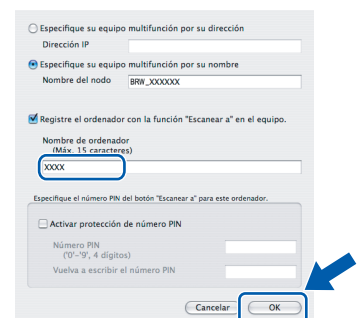 Especifique su equipo multifunción por su dirección
Dirección IP
Especifique su equipo multifunción por su nombre
Nombre del nodo BRW_XXXXXX
Registre el ordenador con la función "Escanear a" en el equipo.
Nombre de ordenador
(Máx. 15 caracteres)
XXXX
Especifique el número PIN del botón "Escanear a" para este ordenador.
Activar protección de número PIN
Número PIN
('0'-'9', 4 dígitos)
Vuelva a escribir el número PIN
Cancelar OK